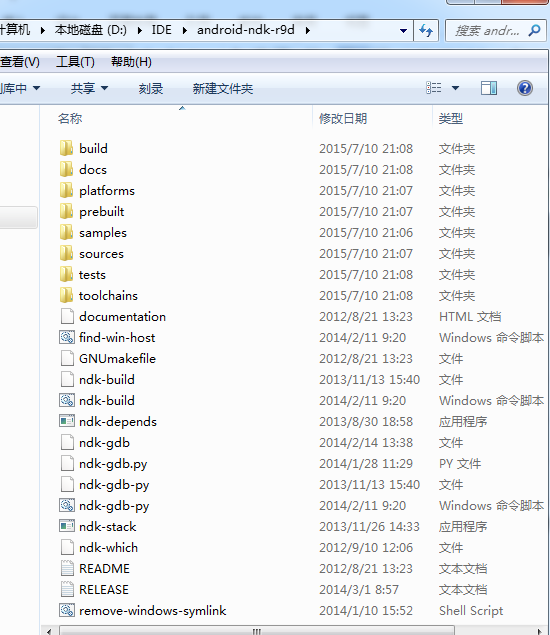 计算机 本地磁盘 (D:) IDE android-ndk-r9d 搜索 andr...
查看(V) 工具(T) 帮助(H)
库中 共享 刻录 新建文件夹
名称 修改日期 类型
build 2015/7/10 21:08 文件夹
docs 2015/7/10 21:08 文件夹
platforms 2015/7/10 21:07 文件夹
prebuilt 2015/7/10 21:07 文件夹
samples 2015/7/10 21:06 文件夹
sources 2015/7/10 21:07 文件夹
tests 2015/7/10 21:08 文件夹
toolchains 2015/7/10 21:08 文件夹
documentation 2012/8/21 13:23 HTML 文档
find-win-host 2014/2/11 9:20 Windows 命令脚本
GNUmakefile 2012/8/21 13:23 文件
ndk-build 2013/11/13 15:40 文件
ndk-build 2014/2/11 9:20 Windows 命令脚本
ndk-depends 2013/8/30 18:58 应用程序
ndk-gdb 2014/2/14 13:38 文件
ndk-gdb.py 2014/1/28 11:29 PY 文件
ndk-gdb-py 2013/11/13 15:40 文件
ndk-gdb-py 2014/2/11 9:20 Windows 命令脚本
ndk-stack 2013/11/26 14:33 应用程序
ndk-which 2012/9/10 12:06 文件
README 2012/8/21 13:23 文本文档
RELEASE 2014/3/1 8:57 文本文档
remove-windows-symlink 2014/1/10 15:52 Shell Script